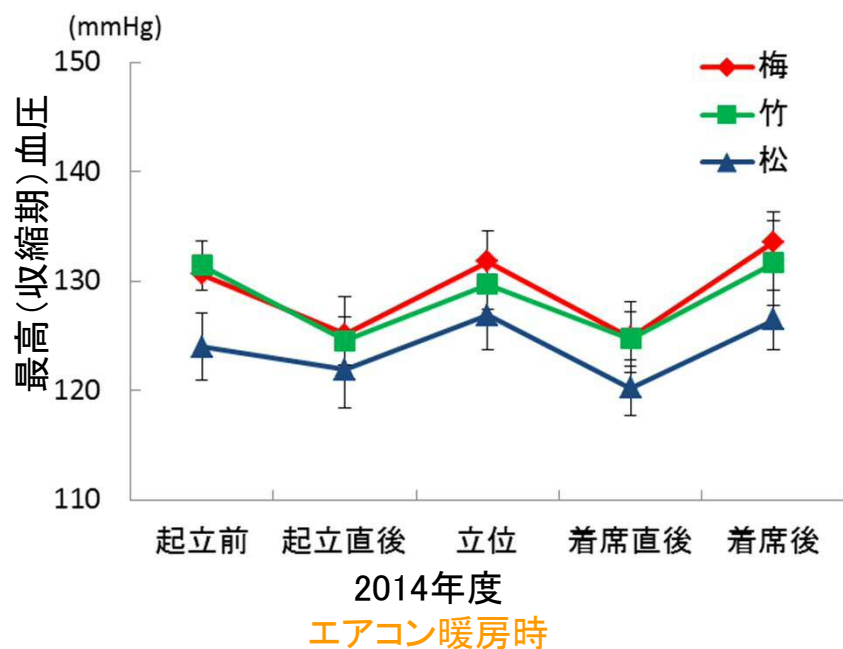 (mmHg)
150
140
130
120
110
最高(収縮期)血圧
梅
竹
松
起立前 起立直後 立位 着席直後 着席後
2014年度
エアコン暖房時